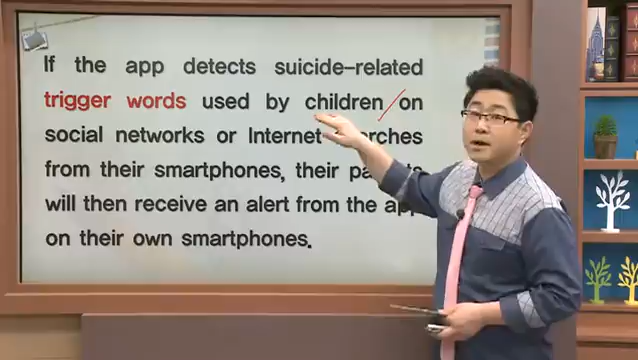 If the app detects suicide-related
trigger words used by children / on
social networks or Internet
from their smartphones, their
will then receive an alert from the
on their own smartphones.